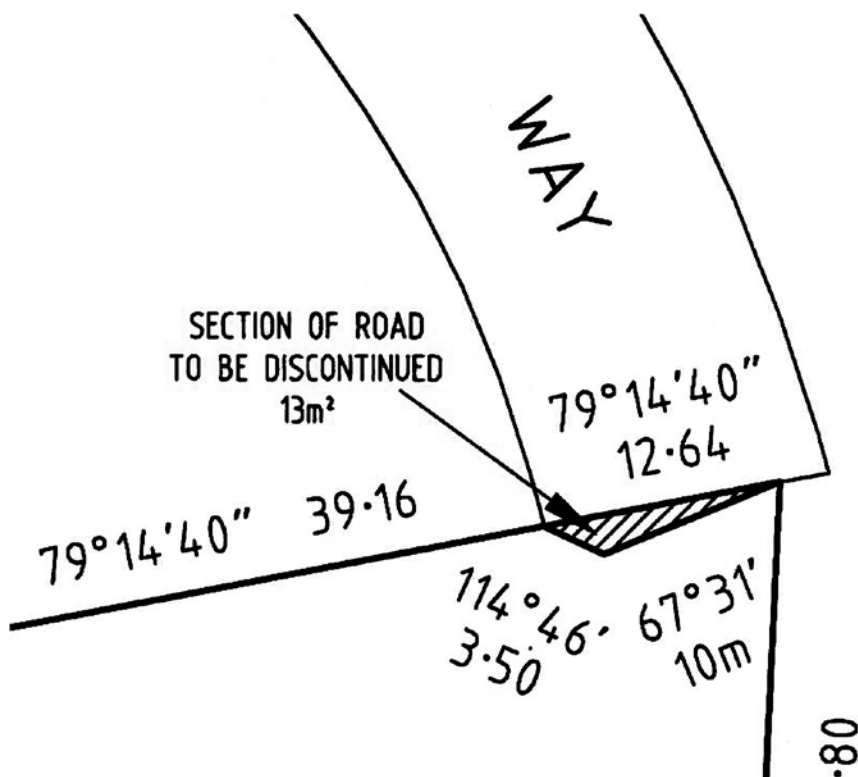 WAY
SECTION OF ROAD
TO BE DISCONTINUED
13m²
79°14'40"
12·64
79°14'40" 39·16
114°46·
3·50
67°31'
10m
·80